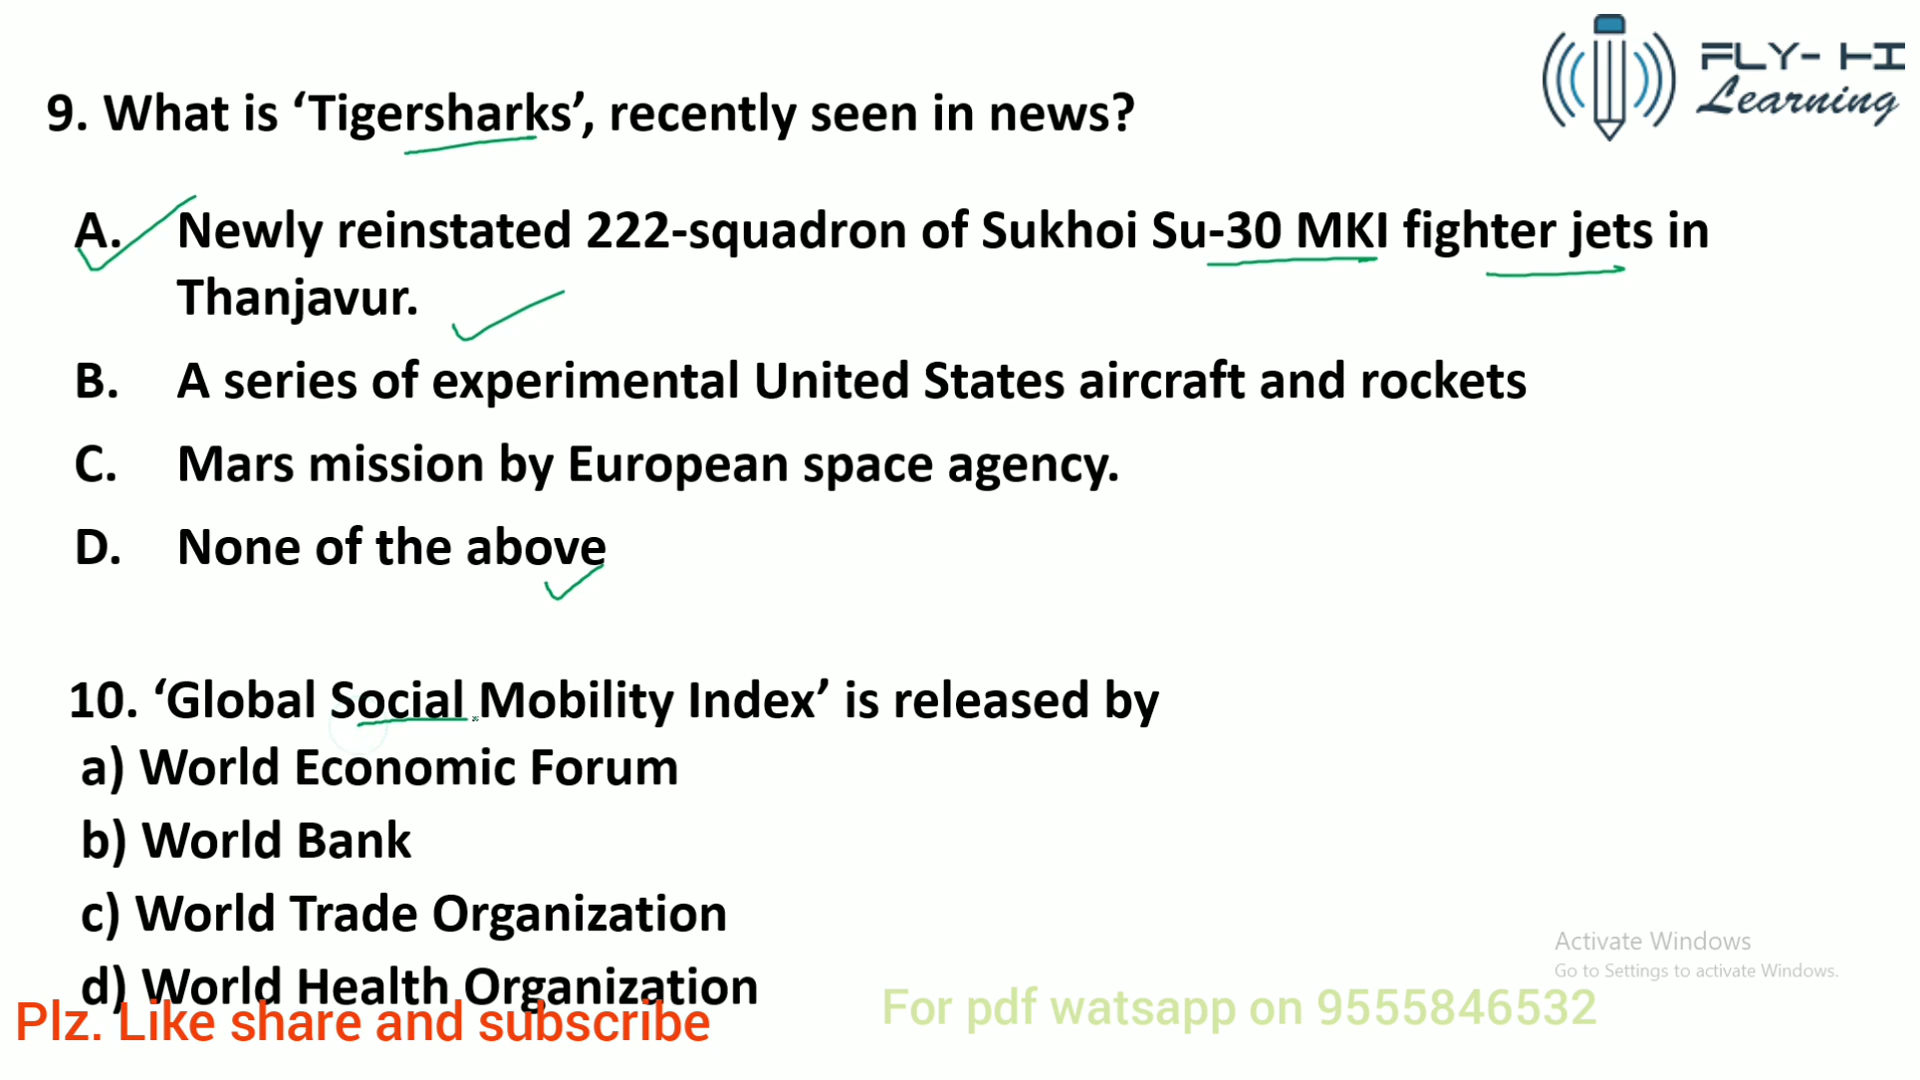 FLY- HI
Learning
9. What is ‘Tigersharks’, recently seen in news?
A. Newly reinstated 222-squadron of Sukhoi Su-30 MKI fighter jets in
Thanjavur.
B. A series of experimental United States aircraft and rockets
C. Mars mission by European space agency.
D. None of the above
10. ‘Global Social Mobility Index’ is released by
a) World Economic Forum
b) World Bank
c) World Trade Organization
d) World Health Organization
Activate Windows
Go to Settings to activate Windows.
Plz. Like share and subscribe
For pdf watsapp on 9555846532